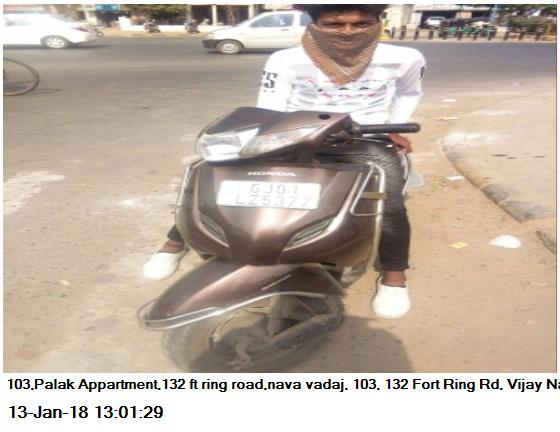 HONDA
GJ01
LZ5377
103,Palak Appartment,132 ft ring road,nava vadaj, 103, 132 Fort Ring Rd, Vijay Na
13-Jan-18 13:01:29